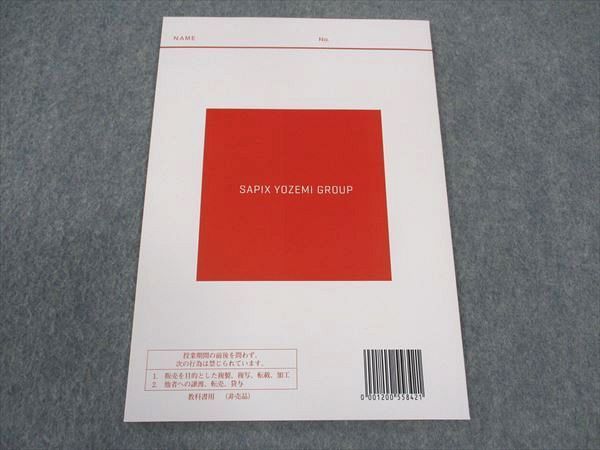 NAME No.
SAPIX YOZEMI GROUP
授業期間の前後を問わず、
次の行為は禁じられています。
1. 販売を目的とした複製、複写、転載、加工
2. 他者への譲渡、転売、貸与
教科書用 (非売品)
0 001200 558421